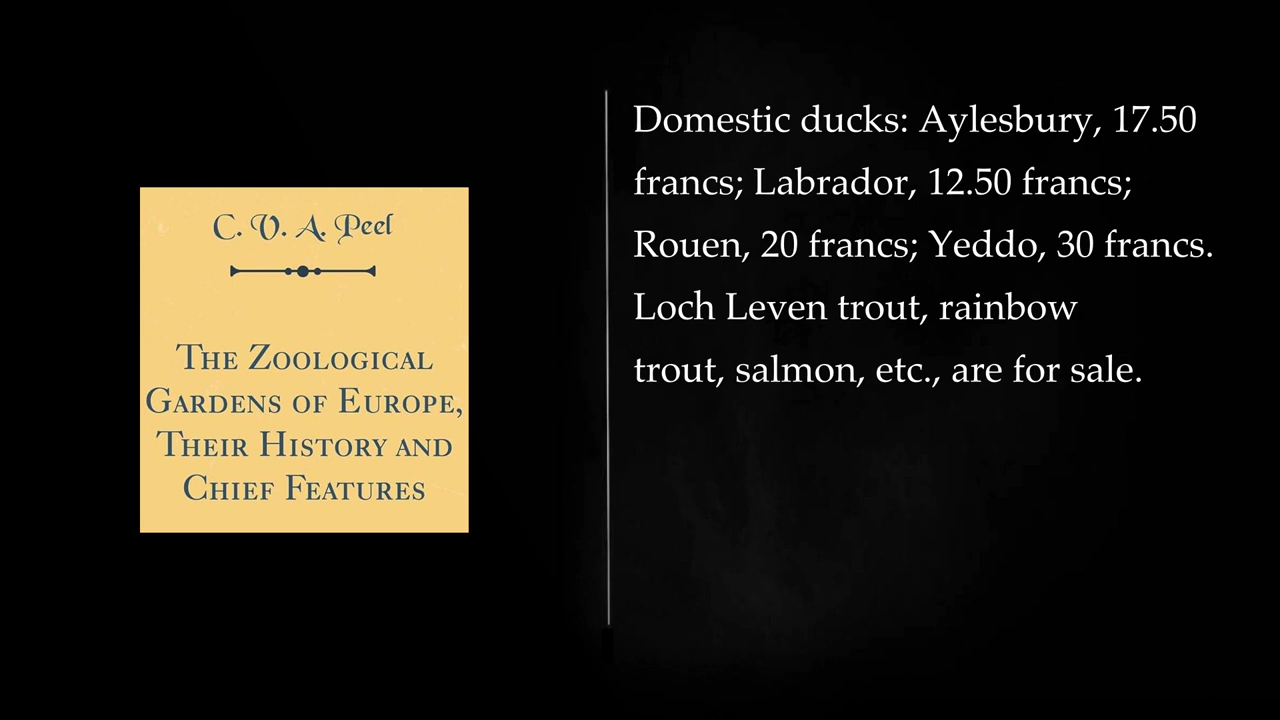 C. V. A. Peel
The Zoological
Gardens of Europe,
Their History and
Chief Features
Domestic ducks: Aylesbury, 17.50
francs; Labrador, 12.50 francs;
Rouen, 20 francs; Yeddo, 30 francs.
Loch Leven trout, rainbow
trout, salmon, etc., are for sale.